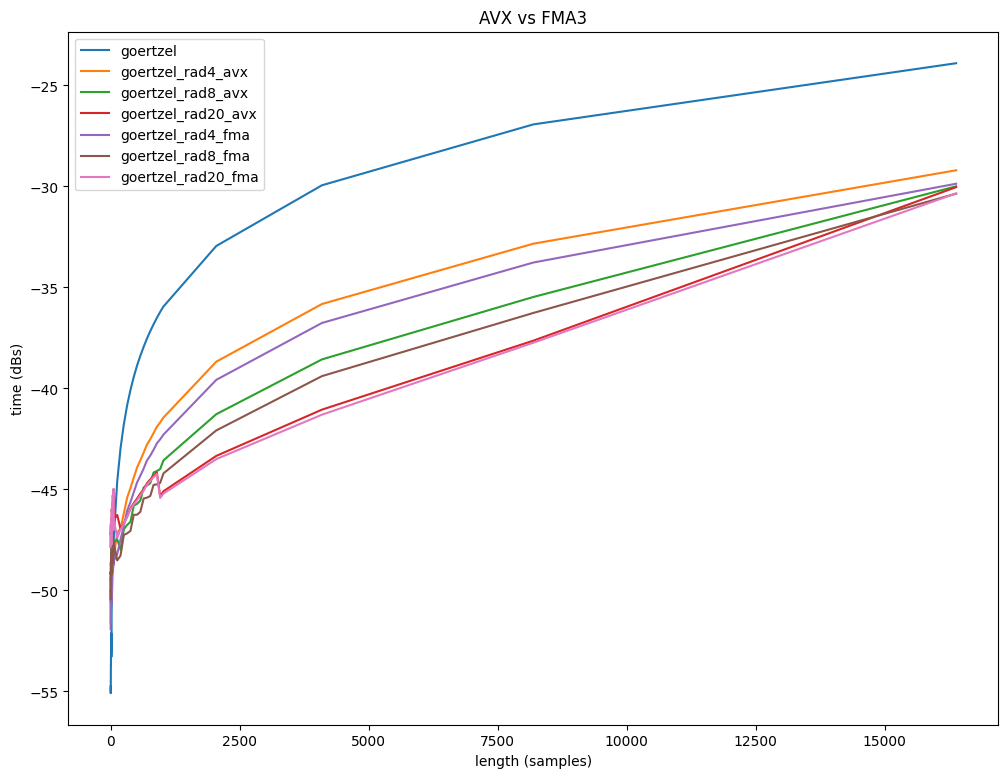 AVX vs FMA3
goertzel
goertzel_rad4_avx
goertzel_rad8_avx
goertzel_rad20_avx
goertzel_rad4_fma
goertzel_rad8_fma
goertzel_rad20_fma
−25
−30
−35
−40
−45
−50
−55
time (dBs)
0 2500 5000 7500 10000 12500 15000
length (samples)